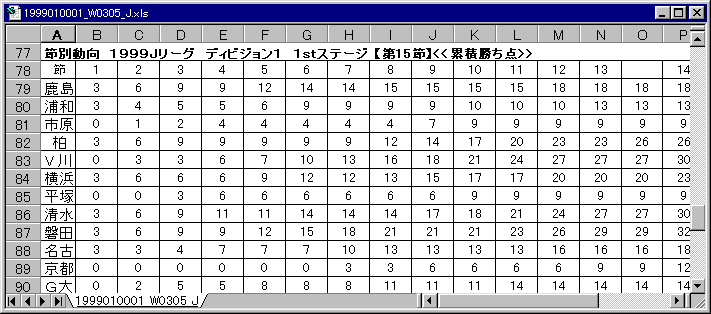 1999010001_W0305_J.xls
A B C D E F G H I J K L M N O P
77 節別動向 1999Jリーグ ディビジョン1 1stステージ【第15節】<<累積勝ち点>>
78 節 1 2 3 4 5 6 7 8 9 10 11 12 13 14
79 鹿島 3 6 9 9 12 14 14 15 15 15 15 18 18 18 18
80 浦和 3 4 5 5 6 9 9 9 9 10 10 10 13 13 13
81 市原 0 1 2 4 4 4 4 4 7 9 9 9 9 9 9
82 柏 3 6 9 9 9 9 9 12 14 17 20 23 23 26 26
83 V川 0 3 3 6 7 10 13 16 18 21 24 27 27 27 30
84 横浜 3 6 6 6 9 12 12 13 15 17 17 20 20 20 23
85 平塚 0 0 3 6 6 6 6 6 9 9 9 9 9 9 9
86 清水 3 6 9 11 11 14 14 14 17 18 21 24 27 27 30
87 磐田 3 6 9 9 12 15 18 21 21 23 23 26 29 29 32
88 名古 3 3 4 7 7 7 10 13 13 13 13 16 16 16 18
89 京都 0 0 0 0 0 0 3 3 6 6 6 6 9 9 12
90 G大 0 2 5 5 8 8 8 11 11 11 14 14 14 14 14
1999010001_W0305_J